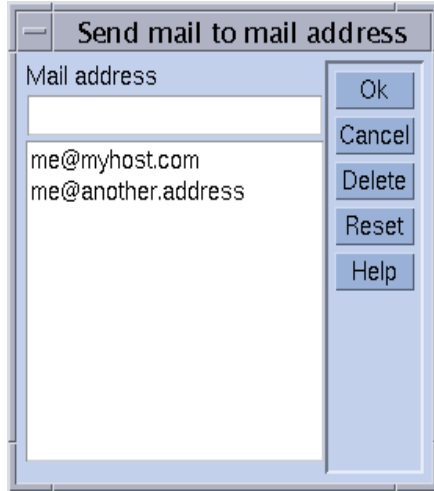 Send mail to mail address
Mail address
me@myhost.com
me@another.address
Ok
Cancel
Delete
Reset
Help